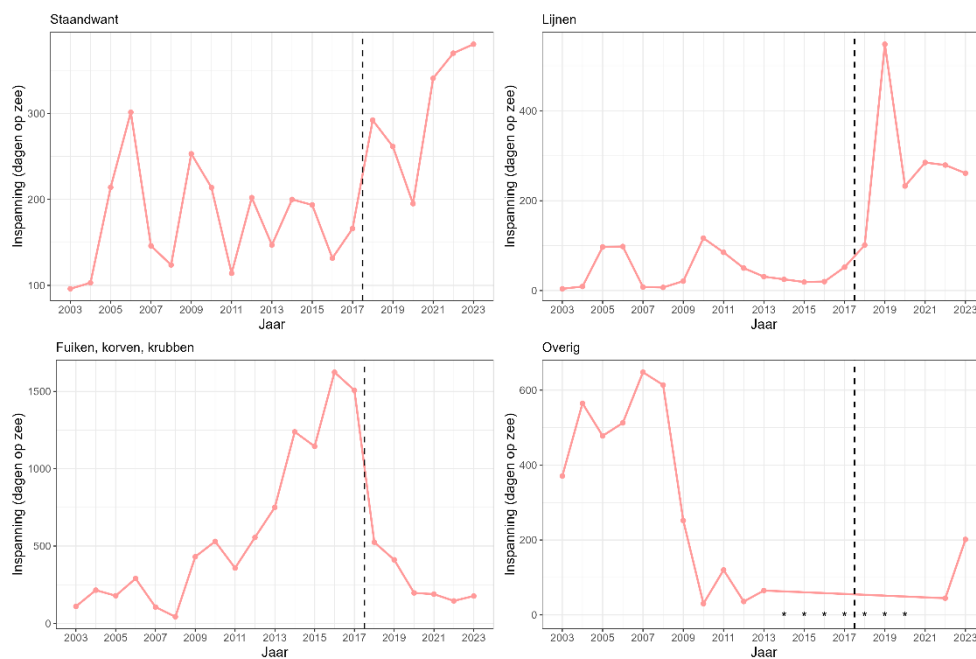 Staandwant
Inspanning (dagen op zee)
300
200
100
2003 2005 2007 2009 2011 2013 2015 2017 2019 2021 2023
Jaar
Lijnen
Inspanning (dagen op zee)
400
200
0
2003 2005 2007 2009 2011 2013 2015 2017 2019 2021 2023
Jaar
Fuiken, korven, krubben
Inspanning (dagen op zee)
1500
1000
500
0
2003 2005 2007 2009 2011 2013 2015 2017 2019 2021 2023
Jaar
Overig
Inspanning (dagen op zee)
600
400
200
0
* * * * * * *
2003 2005 2007 2009 2011 2013 2015 2017 2019 2021 2023
Jaar